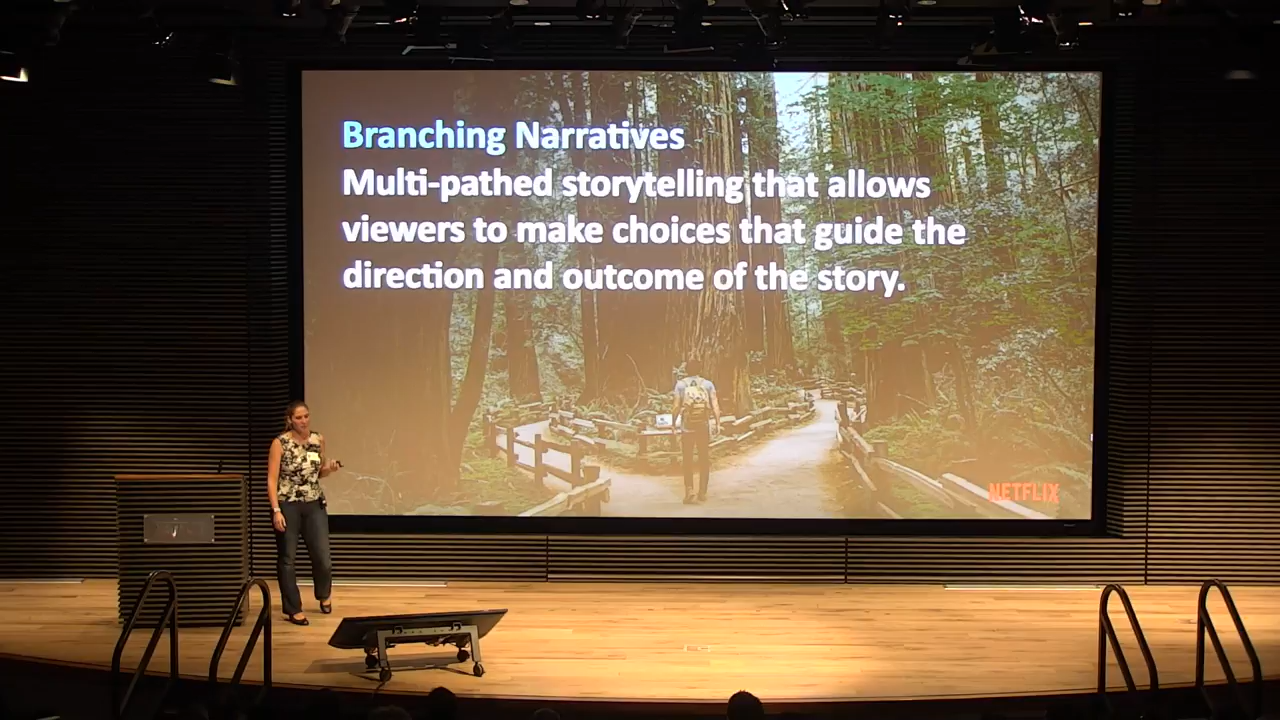 Branching Narratives
Multi-pathed storytelling that allows
viewers to make choices that guide the
direction and outcome of the story.
NETFLIX